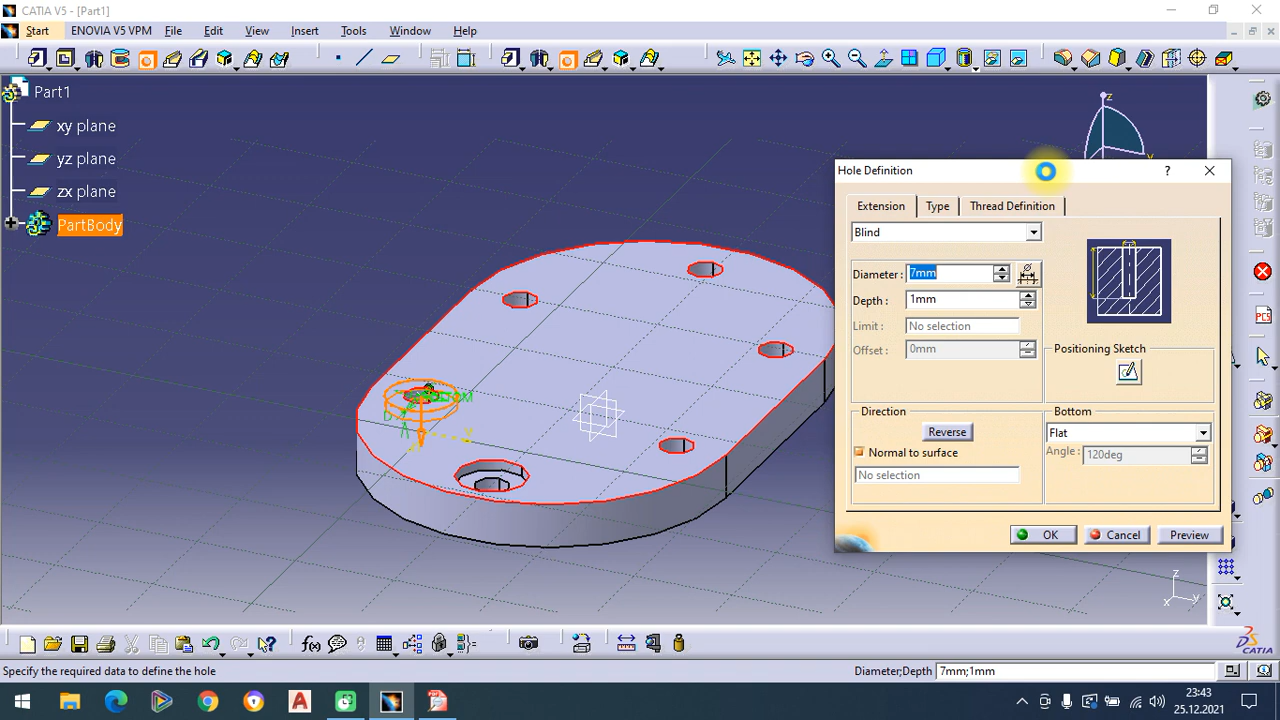 CATIA V5 - [Part1]
Start ENOVIA V5 VPM File Edit View Insert Tools Window Help
Part1
xy plane
yz plane
zx plane
PartBody
z
Hole Definition
Extension Type Thread Definition
Blind
Diameter : 7mm
Depth : 1mm
Limit : No selection
Offset : 0mm
Positioning Sketch
Direction
Reverse
Normal to surface
No selection
Bottom
Flat
Angle : 120deg
OK Cancel Preview
D
z
x y
f(x)
PCS
CATIA
Specify the required data to define the hole
Diameter;Depth 7mm;1mm
23:43
25.12.2021